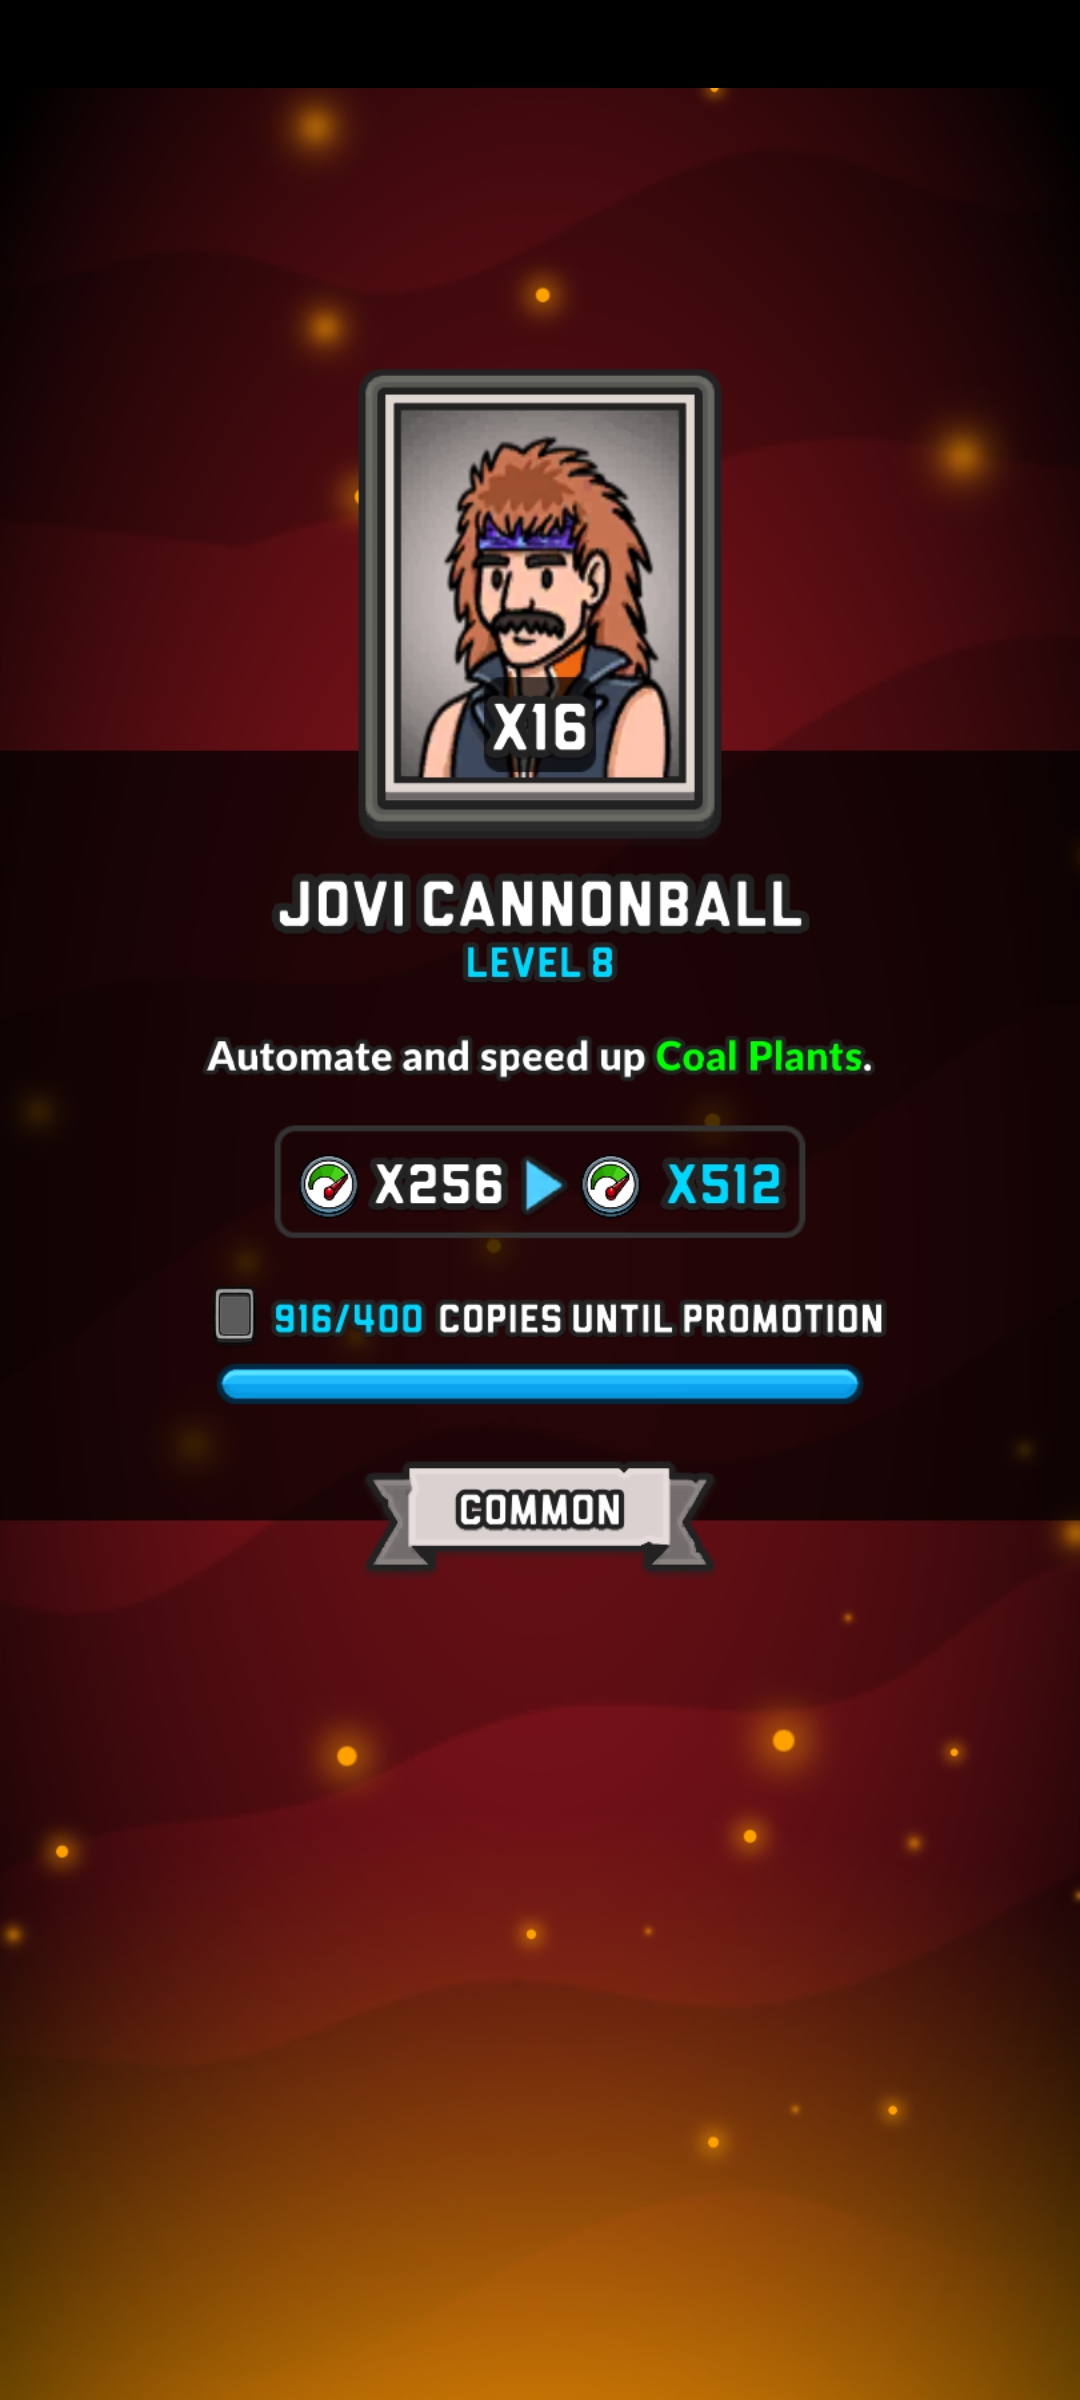 X16
JOVI CANNONBALL
LEVEL 8
Automate and speed up Coal Plants.
X256 X512
916/400 COPIES UNTIL PROMOTION
COMMON